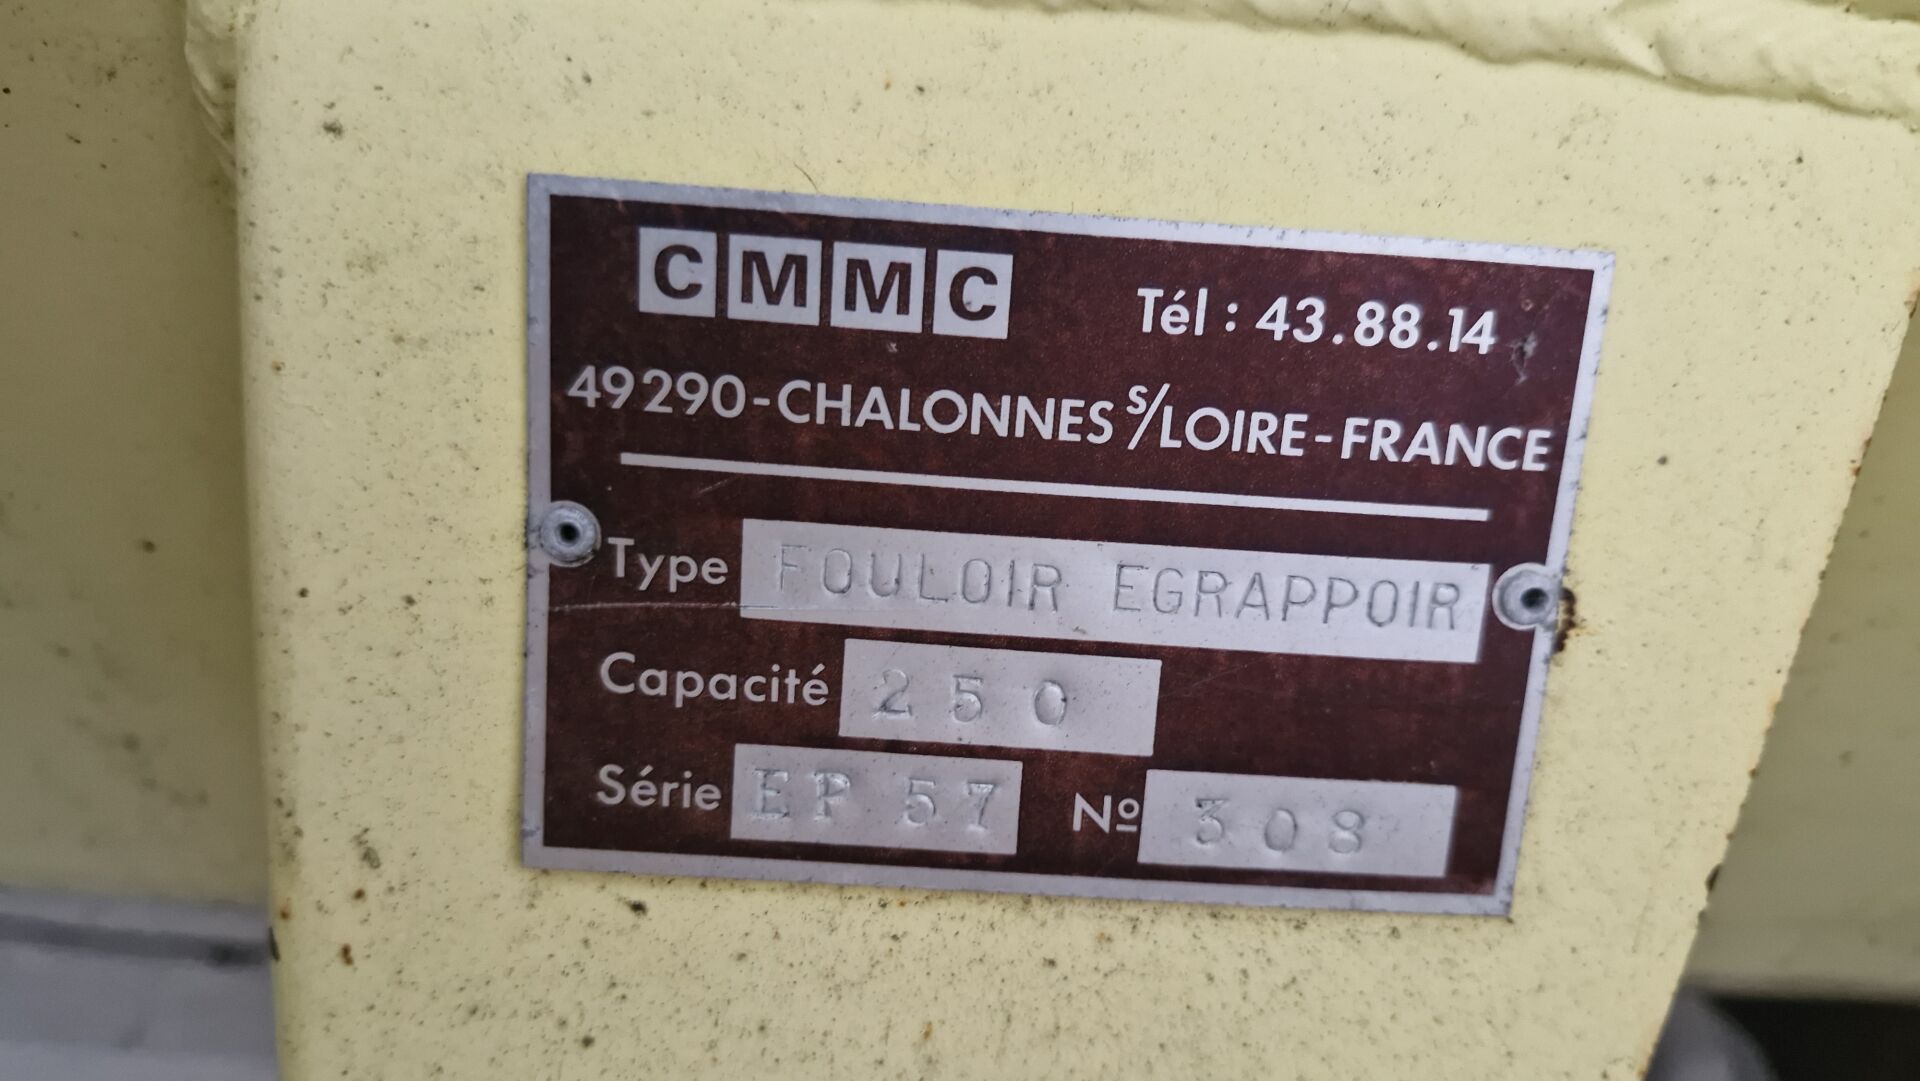 CMMC Tél : 43.88.14
49290-CHALONNES s/LOIRE-FRANCE
Type FOULOIR EGRAPPOIR
Capacité 250
Série EP 57 Nº 308